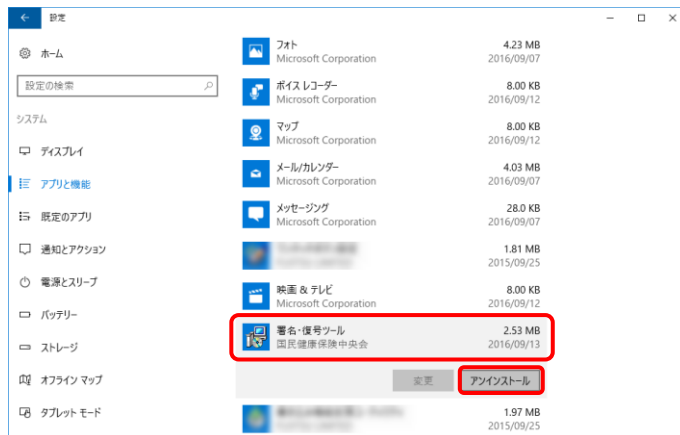 設定
ホーム
設定の検索
システム
ディスプレイ
アプリと機能
既定のアプリ
通知とアクション
電源とスリープ
バッテリー
ストレージ
オフライン マップ
タブレット モード
フォト 4.23 MB
Microsoft Corporation 2016/09/07
ボイス レコーダー 8.00 KB
Microsoft Corporation 2016/09/12
マップ 8.00 KB
Microsoft Corporation 2016/09/12
メール/カレンダー 4.03 MB
Microsoft Corporation 2016/09/07
メッセージング 28.0 KB
Microsoft Corporation 2016/09/07
1.81 MB
2015/09/25
映画 & テレビ 8.00 KB
Microsoft Corporation 2016/09/12
署名・復号ツール 2.53 MB
国民健康保険中央会 2016/09/13
変更 アンインストール
1.97 MB
2015/09/25